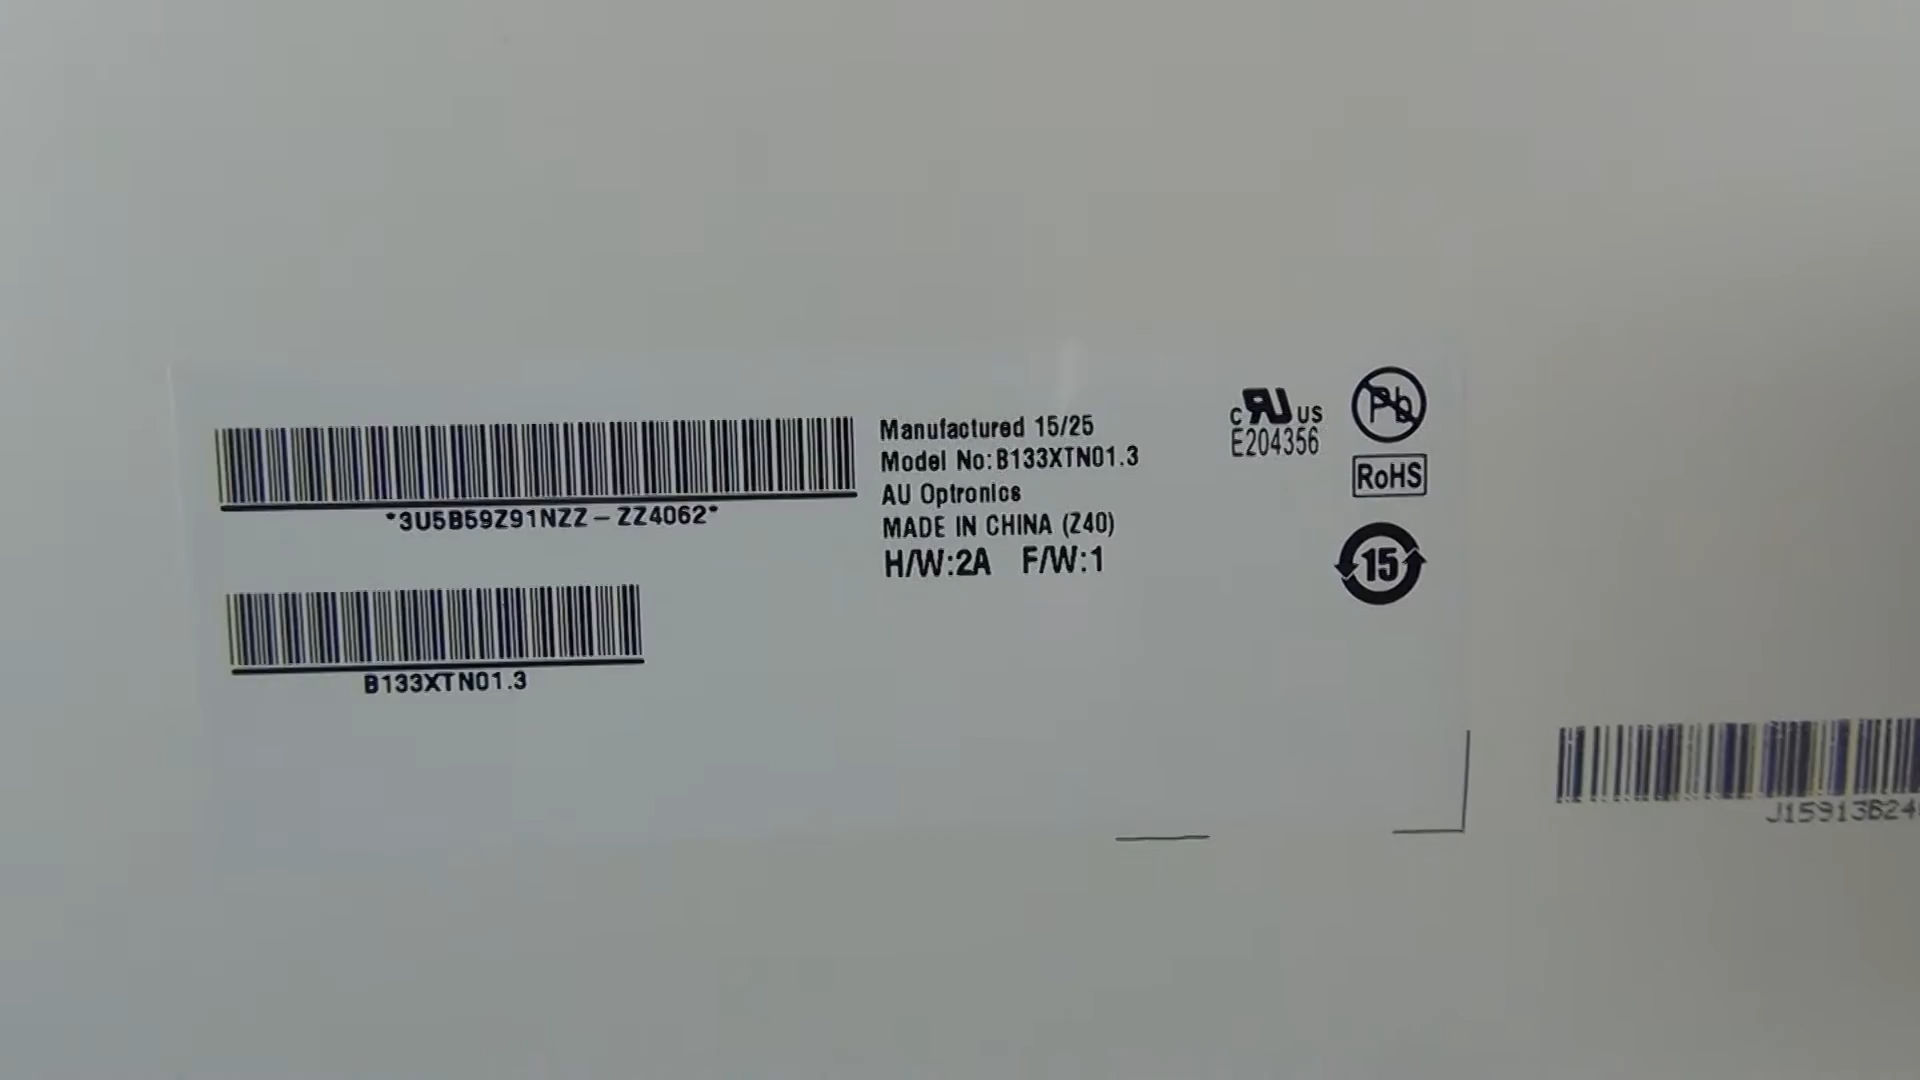 *3U5B59Z91NZZ-ZZ4062*
B133XTN01.3
Manufactured 15/25
Model No:B133XTN01.3
AU Optronics
MADE IN CHINA (Z40)
H/W:2A F/W:1
c RU US
E204356
Pb
RoHS
15